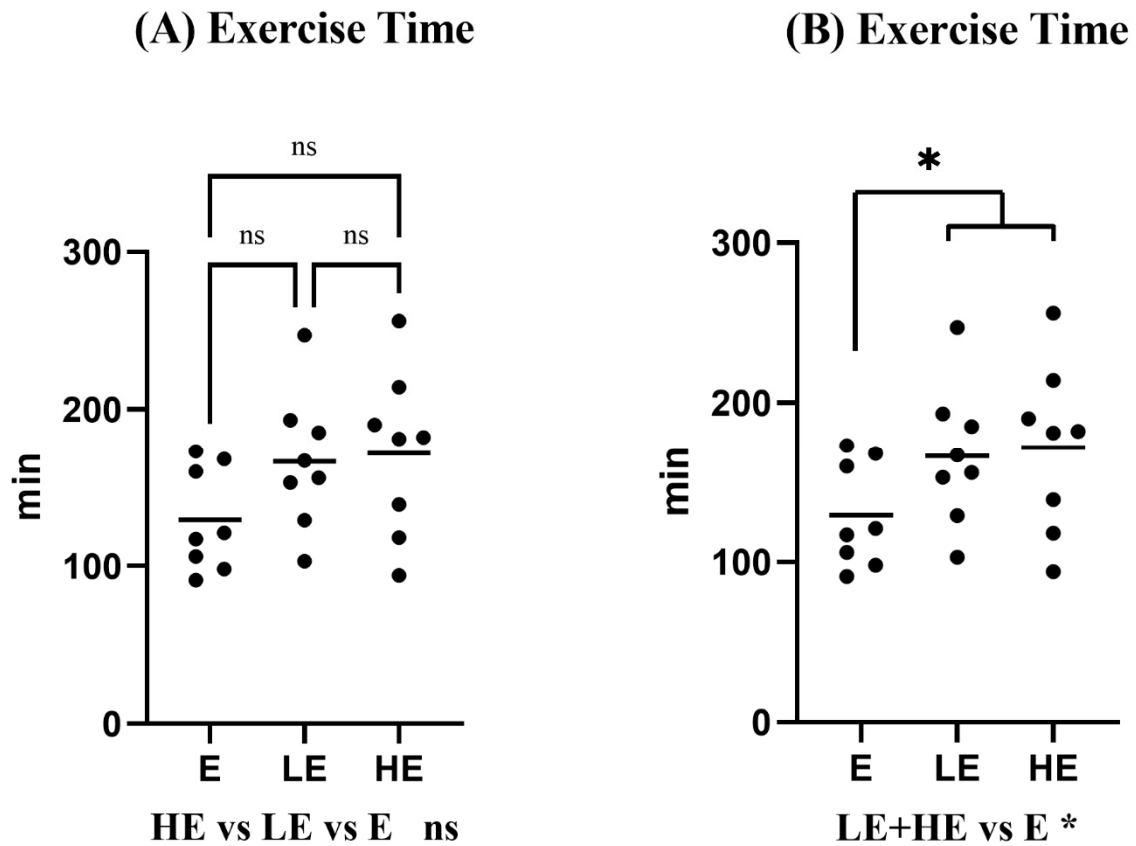 (A) Exercise Time
ns
ns ns
300
200
100
0
min
E LE HE
HE vs LE vs E ns
(B) Exercise Time
*
300
200
100
0
min
E LE HE
LE+HE vs E *